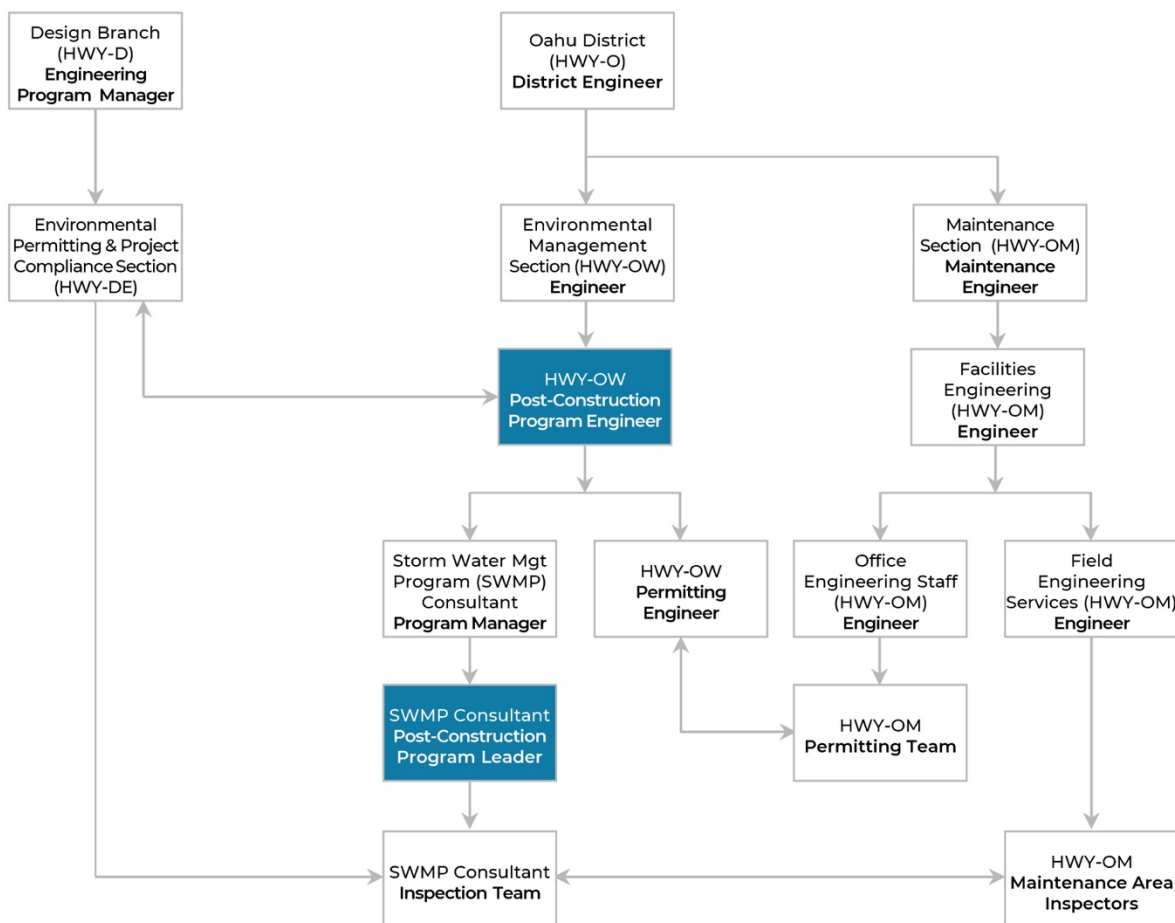 Design Branch
(HWY-D)
Engineering
Program Manager
Oahu District
(HWY-O)
District Engineer
Environmental
Permitting & Project
Compliance Section
(HWY-DE)
Environmental
Management
Section (HWY-OW)
Engineer
Maintenance
Section (HWY-OM)
Maintenance
Engineer
HWY-OW
Post-Construction
Program Engineer
Facilities
Engineering
(HWY-OM)
Engineer
Storm Water Mgt
Program (SWMP)
Consultant
Program Manager
HWY-OW
Permitting
Engineer
Office
Engineering Staff
(HWY-OM)
Engineer
Field
Engineering
Services (HWY-OM)
Engineer
SWMP Consultant
Post-Construction
Program Leader
HWY-OM
Permitting Team
SWMP Consultant
Inspection Team
HWY-OM
Maintenance Area
Inspectors